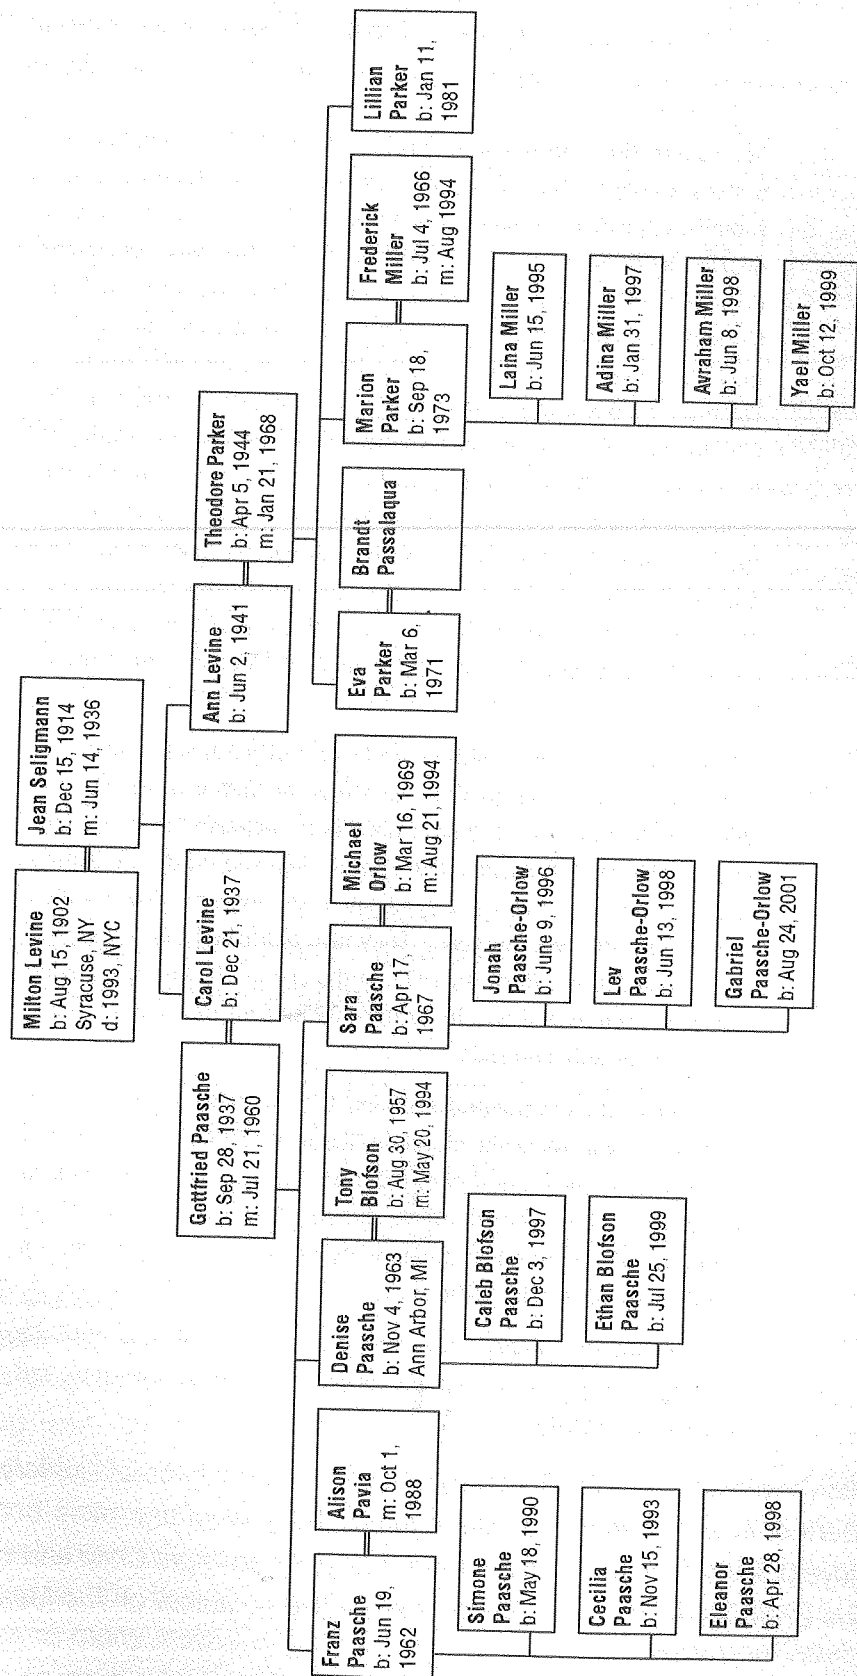 Milton Levine
b: Aug 15, 1902
Syracuse, NY
d: 1993, NYC
Jean Seligmann
b: Dec 15, 1914
m: Jun 14, 1936
Gottfried Paasche
b: Sep 28, 1937
m: Jul 21, 1960
Carol Levine
b: Dec 21, 1937
Ann Levine
b: Jun 2, 1941
Theodore Parker
b: Apr 5, 1944
m: Jan 21, 1968
Franz
Paasche
b: Jun 19,
1962
Alison
Pavia
m: Oct 1,
1988
Denise
Paasche
b: Nov 4, 1963
Ann Arbor, MI
Tony
Blofson
b: Aug 30, 1957
m: May 20, 1994
Sara
Paasche
b: Apr 17,
1967
Michael
Orlow
b: Mar 16, 1969
m: Aug 21, 1994
Eva
Parker
b: Mar 6,
1971
Brandt
Passalaqua
Marion
Parker
b: Sep 18,
1973
Frederick
Miller
b: Jul 4, 1966
m: Aug 1994
Lillian
Parker
b: Jan 11,
1981
Simone
Paasche
b: May 18, 1990
Cecilia
Paasche
b: Nov 15, 1993
Eleanor
Paasche
b: Apr 28, 1998
Caleb Blofson
Paasche
b: Dec 3, 1997
Ethan Blofson
Paasche
b: Jul 25, 1999
Jonah
Paasche-Orlow
b: June 9, 1996
Lev
Paasche-Orlow
b: Jun 13, 1998
Gabriel
Paasche-Orlow
b: Aug 24, 2001
Laina Miller
b: Jun 15, 1995
Adina Miller
b: Jan 31, 1997
Avraham Miller
b: Jun 8, 1998
Yael Miller
b: Oct 12, 1999